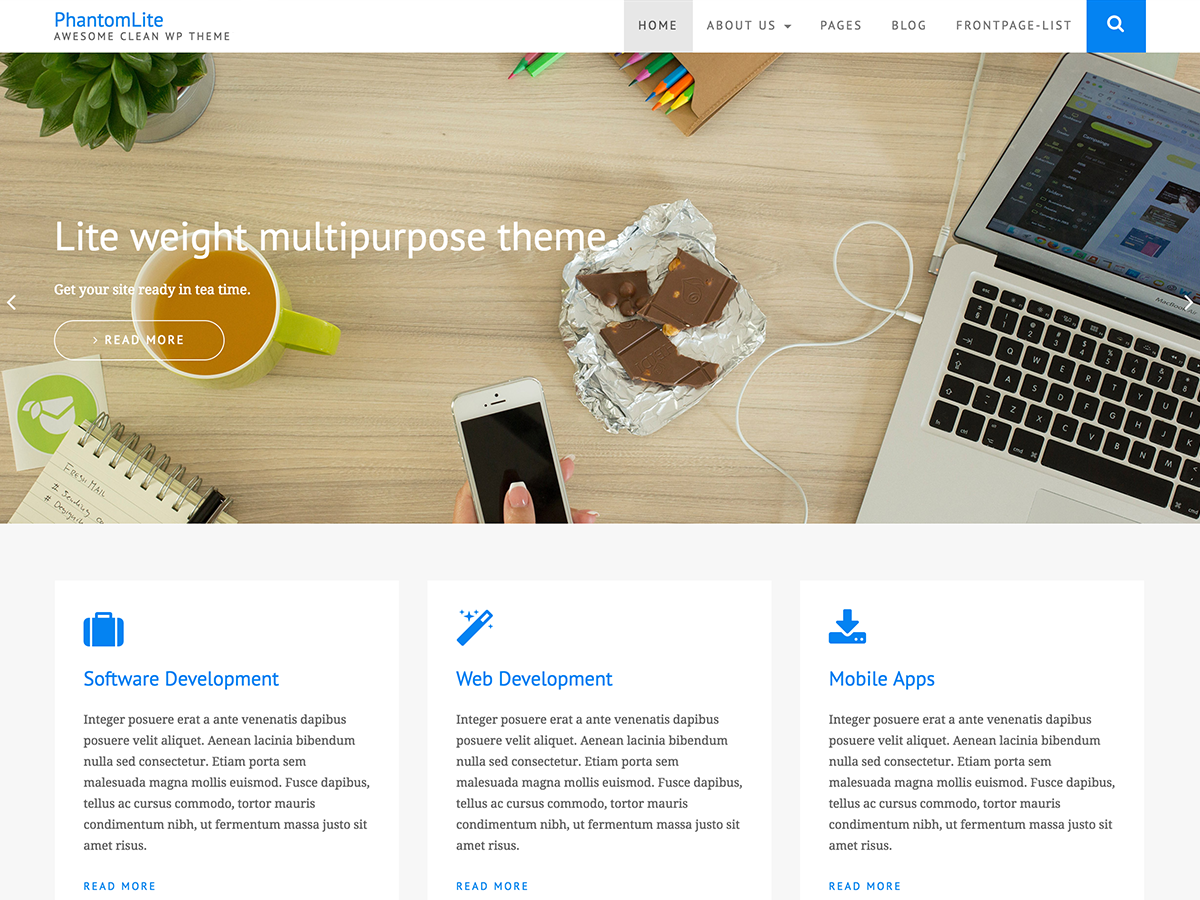 PhantomLite
AWESOME CLEAN WP THEME
HOME
ABOUT US
PAGES
BLOG
FRONTPAGE-LIST
Lite weight multipurpose theme.
Get your site ready in tea time.
READ MORE
FRESH MAIL
MacBook Air
Software Development
Integer posuere erat a ante venenatis dapibus
posuere velit aliquet. Aenean lacinia bibendum
nulla sed consectetur. Etiam porta sem
malesuada magna mollis euismod. Fusce dapibus,
tellus ac cursus commodo, tortor mauris
condimentum nibh, ut fermentum massa justo sit
amet risus.
READ MORE
Web Development
Integer posuere erat a ante venenatis dapibus
posuere velit aliquet. Aenean lacinia bibendum
nulla sed consectetur. Etiam porta sem
malesuada magna mollis euismod. Fusce dapibus,
tellus ac cursus commodo, tortor mauris
condimentum nibh, ut fermentum massa justo sit
amet risus.
READ MORE
Mobile Apps
Integer posuere erat a ante venenatis dapibus
posuere velit aliquet. Aenean lacinia bibendum
nulla sed consectetur. Etiam porta sem
malesuada magna mollis euismod. Fusce dapibus,
tellus ac cursus commodo, tortor mauris
condimentum nibh, ut fermentum massa justo sit
amet risus.
READ MORE